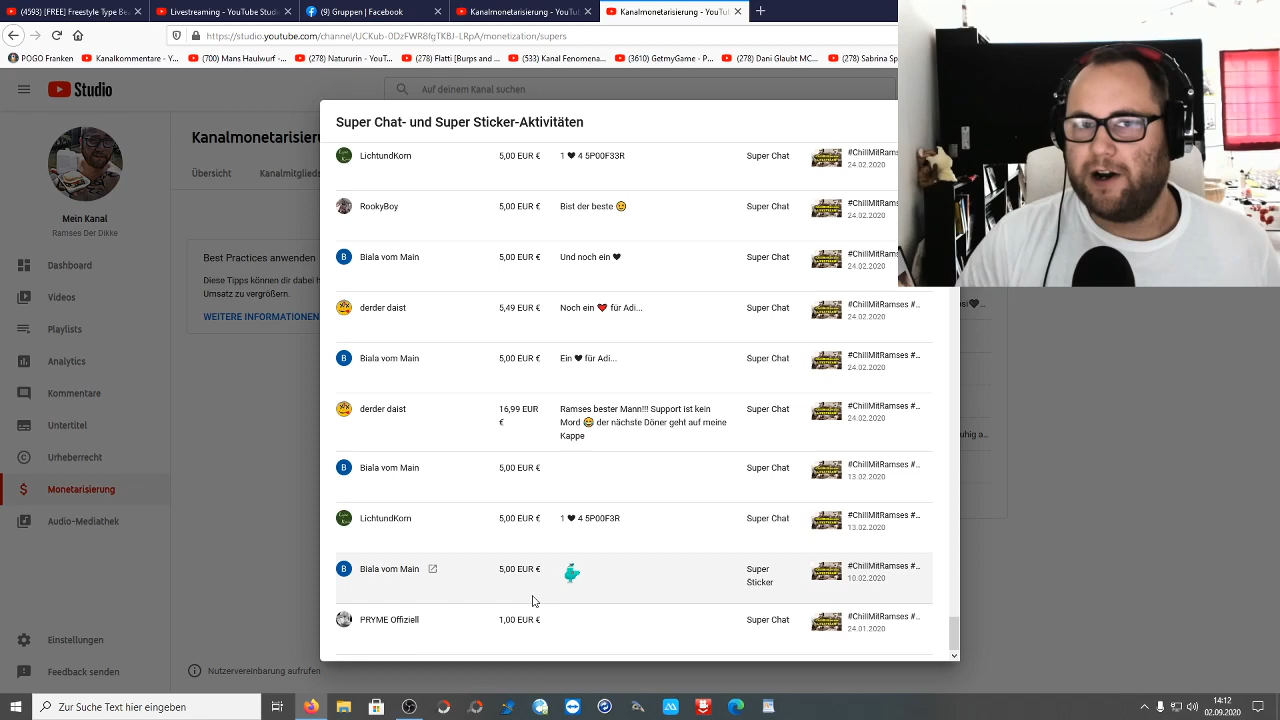 (2) TIERISCHE TOP 7 Bea
Livestreaming - YouTube Studio
(9) Gruppen | Facebook
Kanalmonetarisierung - YouTub
Kanalmonetarisierung - YouTub
https://studio.youtube.com/channel/UCKub-0DzFWR8fgTKBJ-LRpA/monetization/supers
POGO Franken
Kanalkommentare - Y...
(700) Mans Haulwurf - ...
(278) Natururin - YouT...
(278) Flatti [Burps and ...
(533) Kanal Fenomena...
(3610) GetmyGump - ...
(278) Dani Glaubt MC...
(278) Sabrina Sp
Studio
Auf deinem Kanal suchen
Mein Kanal
Ramses Der Dikke
Dashboard
Videos
Playlists
Analytics
Kommentare
Untertitel
Urheberrecht
Monetarisierung
Audio-Mediathek
Einstellungen
Feedback senden
Kanalmonetarisieru
Übersicht
Kanalmitglieds
Best Practices anwenden
Diese Tipps können dir dabei h
Umsatz zu vergrößern.
WEITERE INFORMATIONEN
Nutzervereinbarung aufrufen
Super Chat- und Super Sticker-Aktivitäten
LichtundKorn 5,00 EUR € 1 🖤 4 5P00F33R Super Chat #ChillMitRams
24.02.2020
RookyBoy 5,00 EUR € Bist der beste 😉 Super Chat #ChillMitRams
24.02.2020
B Biala vom Main 5,00 EUR € Und noch ein 🖤 Super Chat #ChillMitRams
24.02.2020
derder daist 5,49 EUR € Noch ein ❤ für Adi... Super Chat #ChillMitRamses #...
24.02.2020
B Biala vom Main 5,00 EUR € Ein 🖤 für Adi... Super Chat #ChillMitRamses #...
24.02.2020
derder daist 16,99 EUR Ramses bester Mann!!! Support ist kein Super Chat #ChillMitRamses #...
€ Mord 😂 der nächste Döner geht auf meine 24.02.2020
Kappe
B Biala vom Main 5,00 EUR € Super Chat #ChillMitRamses #...
13.02.2020
LichtundKorn 5,00 EUR € 1 🖤 4 5P00F3R Super Chat #ChillMitRamses #...
13.02.2020
B Biala vom Main 5,00 EUR € Super #ChillMitRamses #...
Sticker 10.02.2020
PRYME Offiziell 1,00 EUR € Super Chat #ChillMitRamses #...
24.01.2020
uhig a...
Zur Suche Text hier eingeben
14:12
02.09.2020